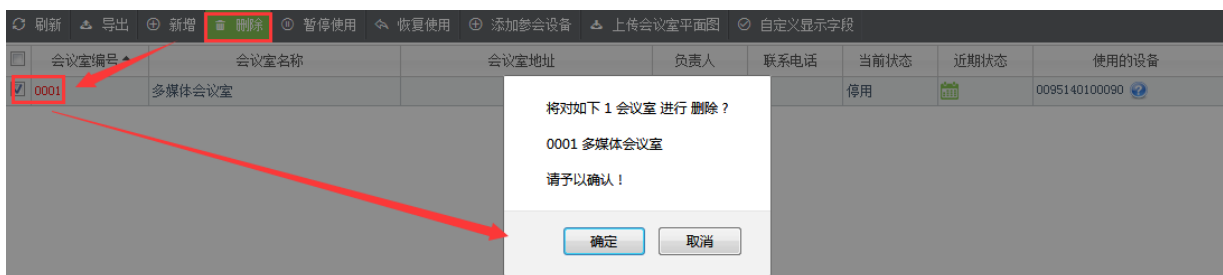 刷新 导出 新增 删除 暂停使用 恢复使用 添加参会设备 上传会议室平面图 自定义显示字段
会议室编号 会议室名称 会议室地址 负责人 联系电话 当前状态 近期状态 使用的设备
0001 多媒体会议室 停用 0095140100090
将对如下 1 会议室 进行 删除？
0001 多媒体会议室
请予以确认！
确定 取消